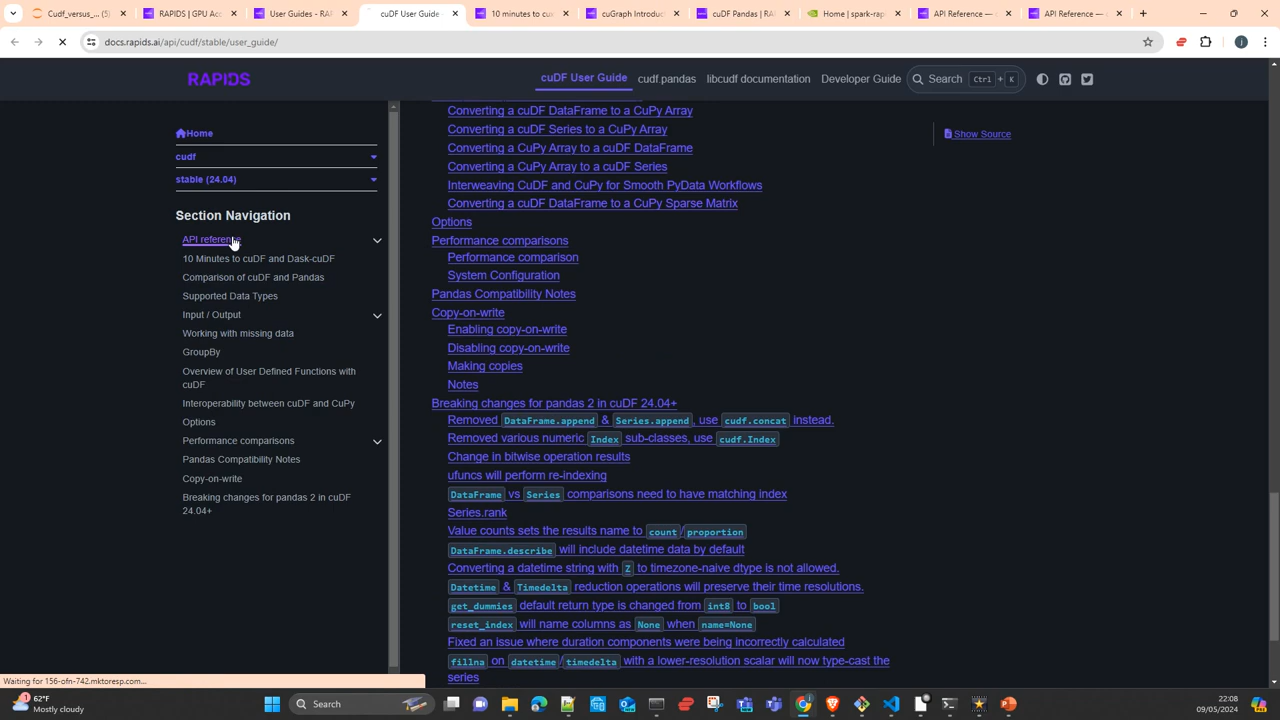 Cudf_versus_... (5)
RAPIDS | GPU Acc
User Guides - RAP
cuDF User Guide -
10 minutes to cu
cuGraph Introduc
cuDF Pandas | RA
Home | spark-rap
API Reference —
API Reference —
docs.rapids.ai/api/cudf/stable/user_guide/
RAPIDS
cuDF User Guide
cudf pandas
libcudf documentation
Developer Guide
Search Ctrl + K
Home
cudf
stable (24.04)
Section Navigation
API reference
10 Minutes to cuDF and Dask-cuDF
Comparison of cuDF and Pandas
Supported Data Types
Input / Output
Working with missing data
GroupBy
Overview of User Defined Functions with
cuDF
Interoperability between cuDF and CuPy
Options
Performance comparisons
Pandas Compatibility Notes
Copy-on-write
Breaking changes for pandas 2 in cuDF
24.04+
Converting a cuDF DataFrame to a CuPy Array
Converting a cuDF Series to a CuPy Array
Converting a CuPy Array to a cuDF DataFrame
Converting a CuPy Array to a cuDF Series
Interweaving CuDF and CuPy for Smooth PyData Workflows
Converting a cuDF DataFrame to a CuPy Sparse Matrix
Options
Performance comparisons
Performance comparison
System Configuration
Pandas Compatibility Notes
Copy-on-write
Enabling copy-on-write
Disabling copy-on-write
Making copies
Notes
Breaking changes for pandas 2 in cuDF 24.04+
Removed DataFrame.append & Series.append, use cudf.concat instead.
Removed various numeric Index sub-classes, use cudf.Index
Change in bitwise operation results
ufuncs will perform re-indexing
DataFrame vs Series comparisons need to have matching index
Series.rank
Value counts sets the results name to count/proportion
DataFrame.describe will include datetime data by default
Converting a datetime string with Z to timezone-naive dtype is not allowed.
Datetime & Timedelta reduction operations will preserve their time resolutions.
get_dummies default return type is changed from int8 to bool
reset_index will name columns as None when name=None
Fixed an issue where duration components were being incorrectly calculated
fillna on datetime/timedelta with a lower-resolution scalar will now type-cast the
series
Show Source
Waiting for 156-ofn-742.mktoresp.com...
62°F
Mostly cloudy
Search
22:08
09/05/2024